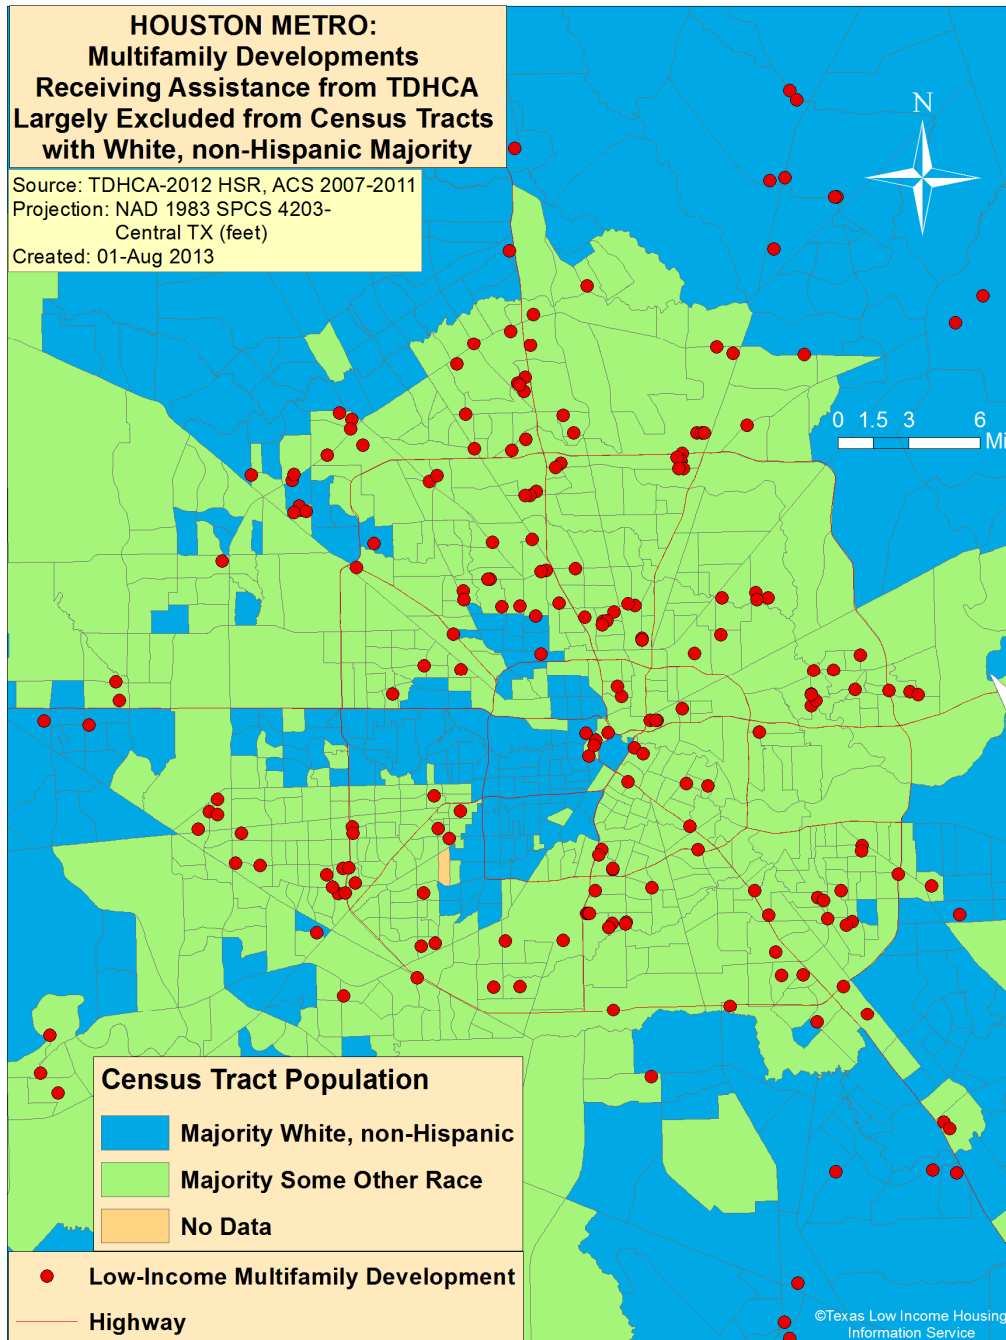 HOUSTON METRO:
Multifamily Developments
Receiving Assistance from TDHCA
Largely Excluded from Census Tracts
with White, non-Hispanic Majority
Source: TDHCA-2012 HSR, ACS 2007-2011
Projection: NAD 1983 SPCS 4203-
Central TX (feet)
Created: 01-Aug 2013
N
0 1.5 3 6
Mi
Census Tract Population
Majority White, non-Hispanic
Majority Some Other Race
No Data
Low-Income Multifamily Development
Highway
©Texas Low Income Housing
Information Service